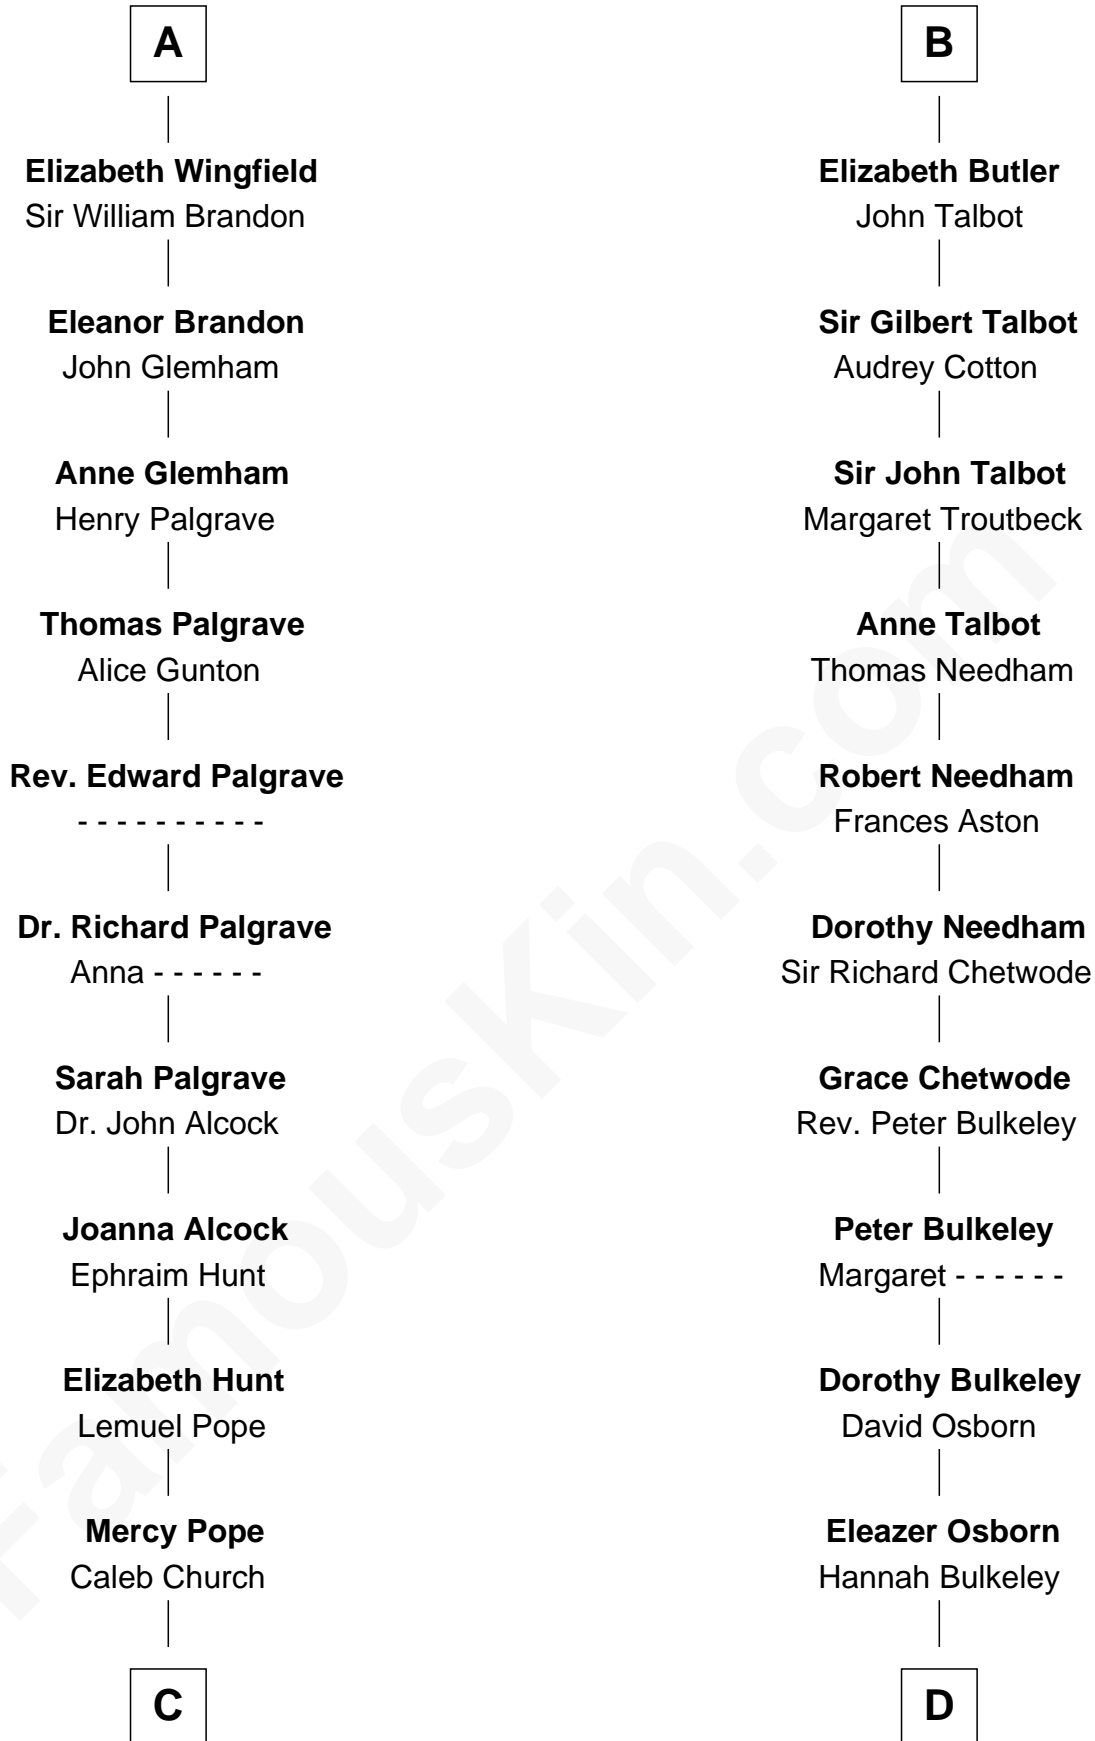 A
Elizabeth Wingfield
Sir William Brandon
Eleanor Brandon
John Glemham
Anne Glemham
Henry Palgrave
Thomas Palgrave
Alice Gunton
Rev. Edward Palgrave
- - - - - - - - - -
Dr. Richard Palgrave
Anna - - - - - -
Sarah Palgrave
Dr. John Alcock
Joanna Alcock
Ephraim Hunt
Elizabeth Hunt
Lemuel Pope
Mercy Pope
Caleb Church
C
B
Elizabeth Butler
John Talbot
Sir Gilbert Talbot
Audrey Cotton
Sir John Talbot
Margaret Troutbeck
Anne Talbot
Thomas Needham
Robert Needham
Frances Aston
Dorothy Needham
Sir Richard Chetwode
Grace Chetwode
Rev. Peter Bulkeley
Peter Bulkeley
Margaret - - - - - -
Dorothy Bulkeley
David Osborn
Eleazer Osborn
Hannah Bulkeley
D
FamousKin.com